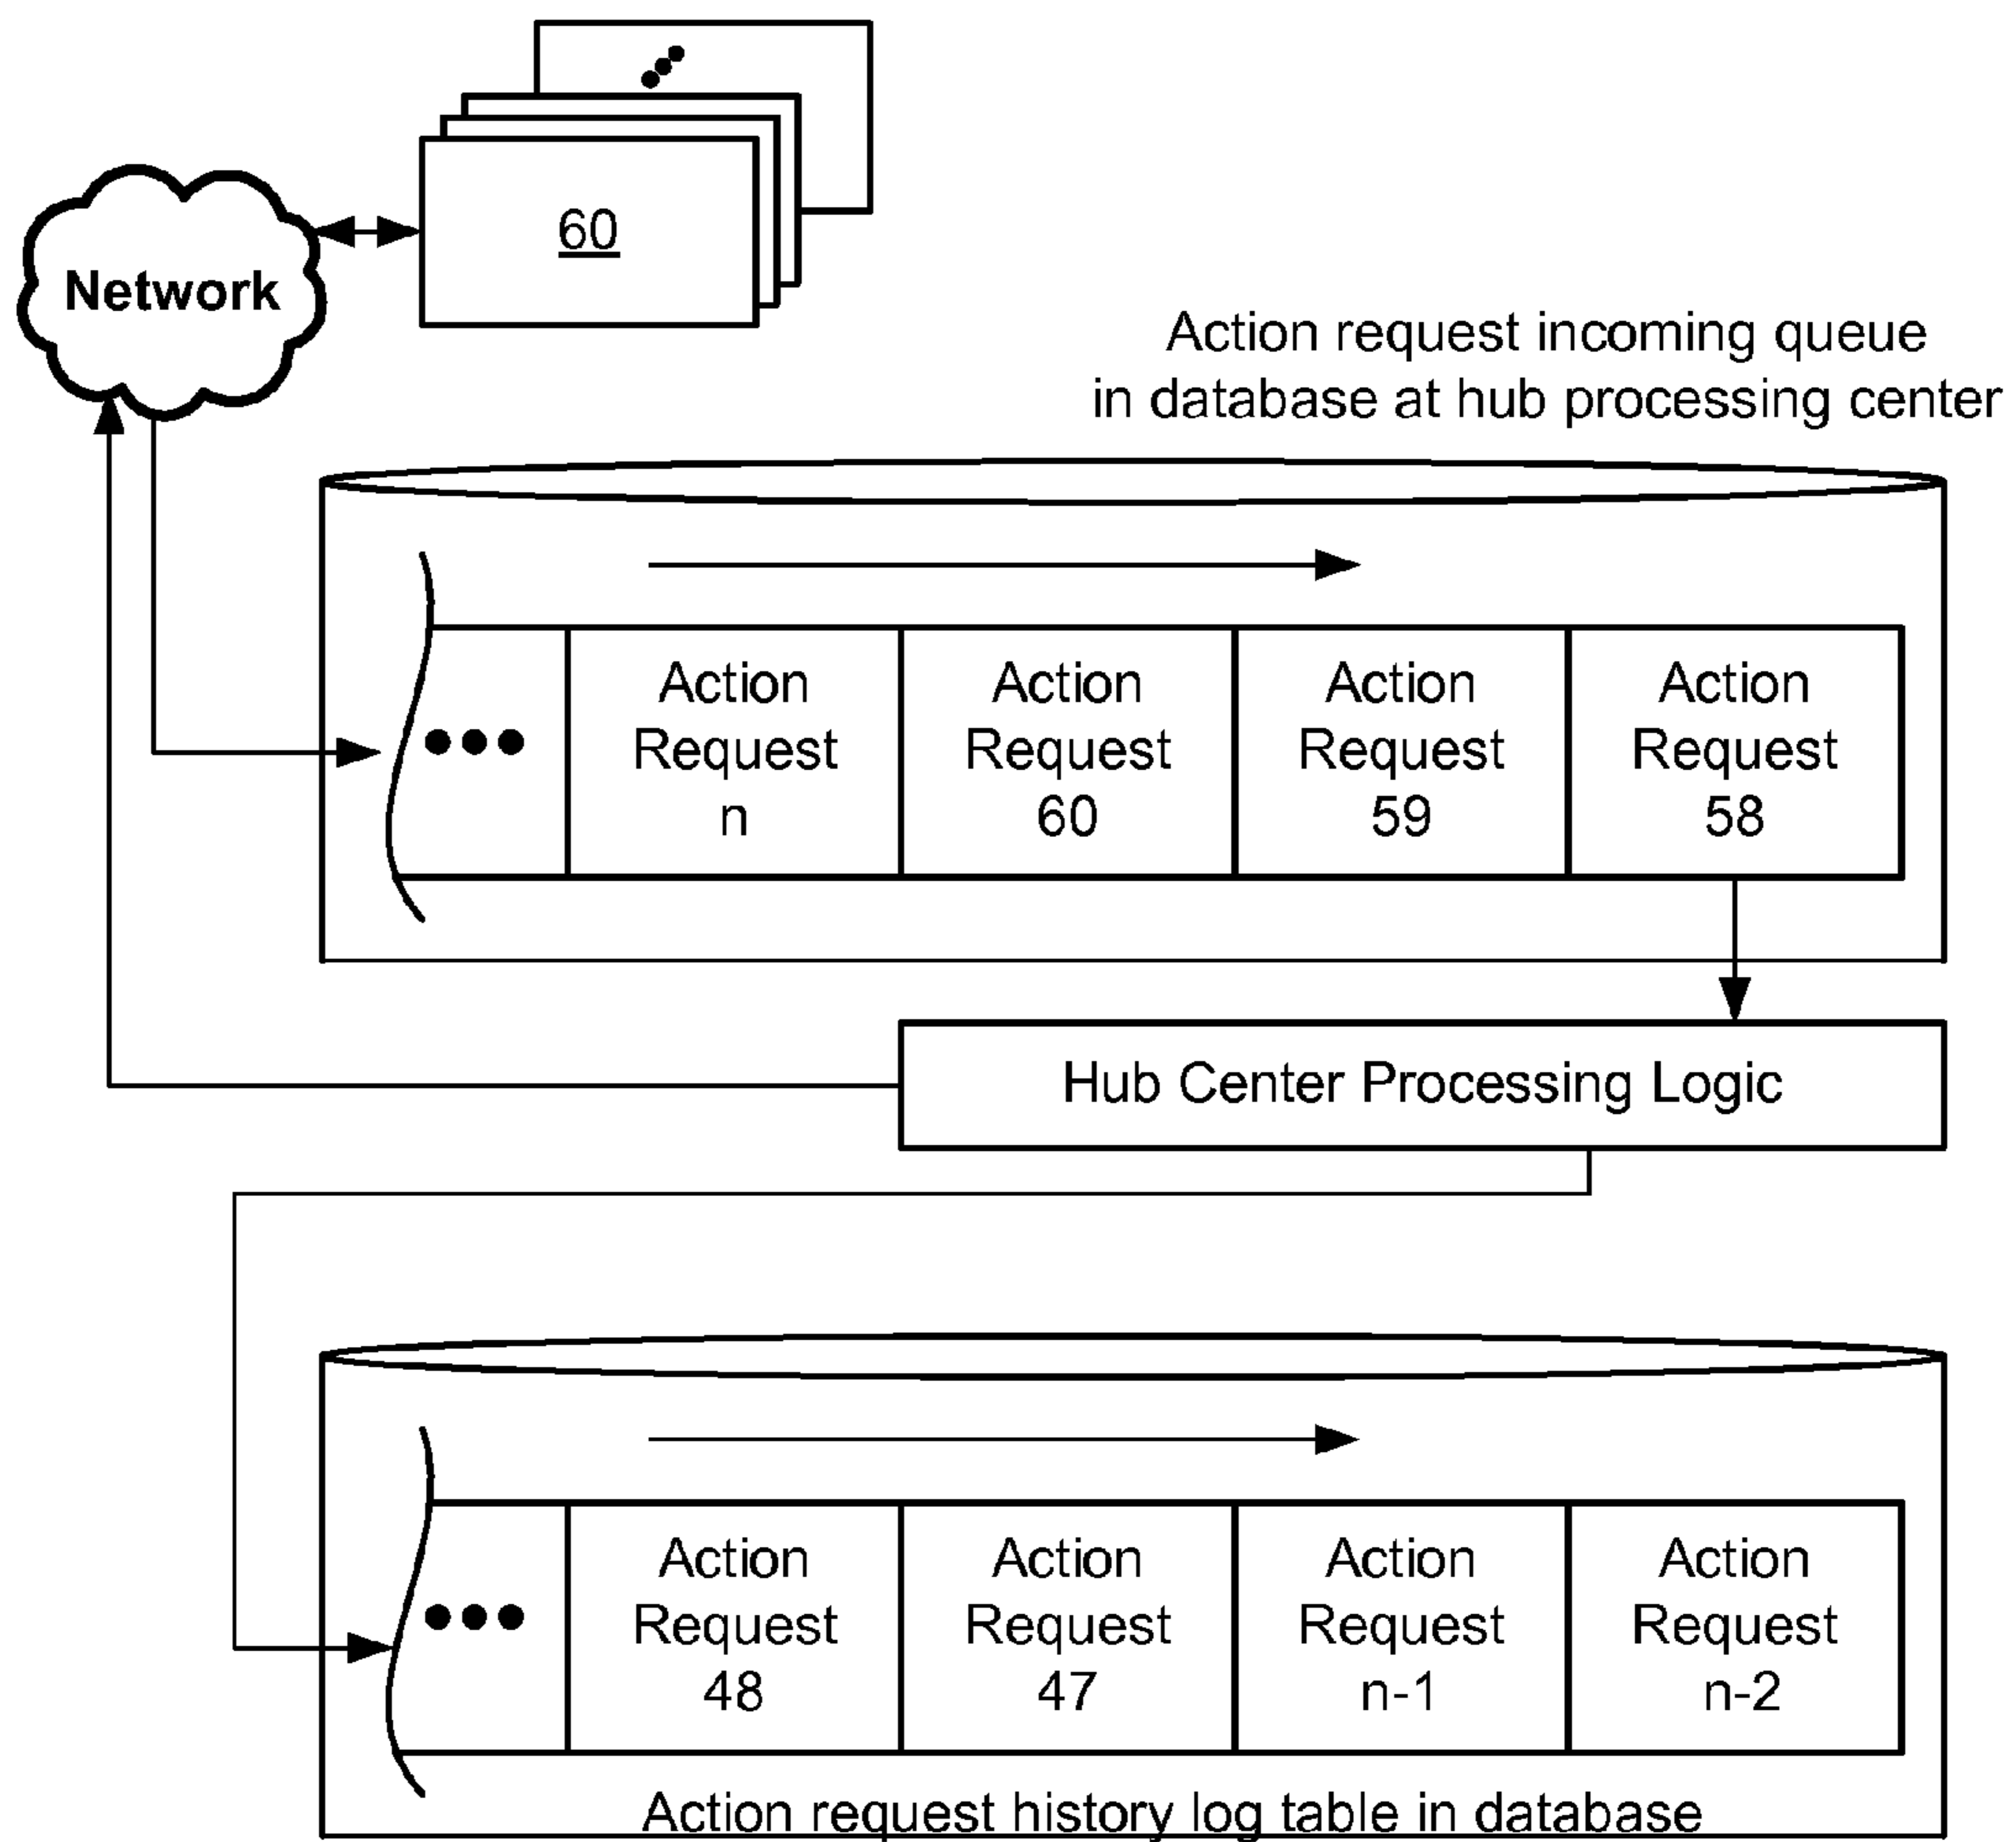 60
Network
Action request incoming queue
in database at hub processing center
Action
Request
n
Action
Request
60
Action
Request
59
Action
Request
58
Hub Center Processing Logic
Action
Request
48
Action
Request
47
Action
Request
n-1
Action
Request
n-2
Action request history log table in database